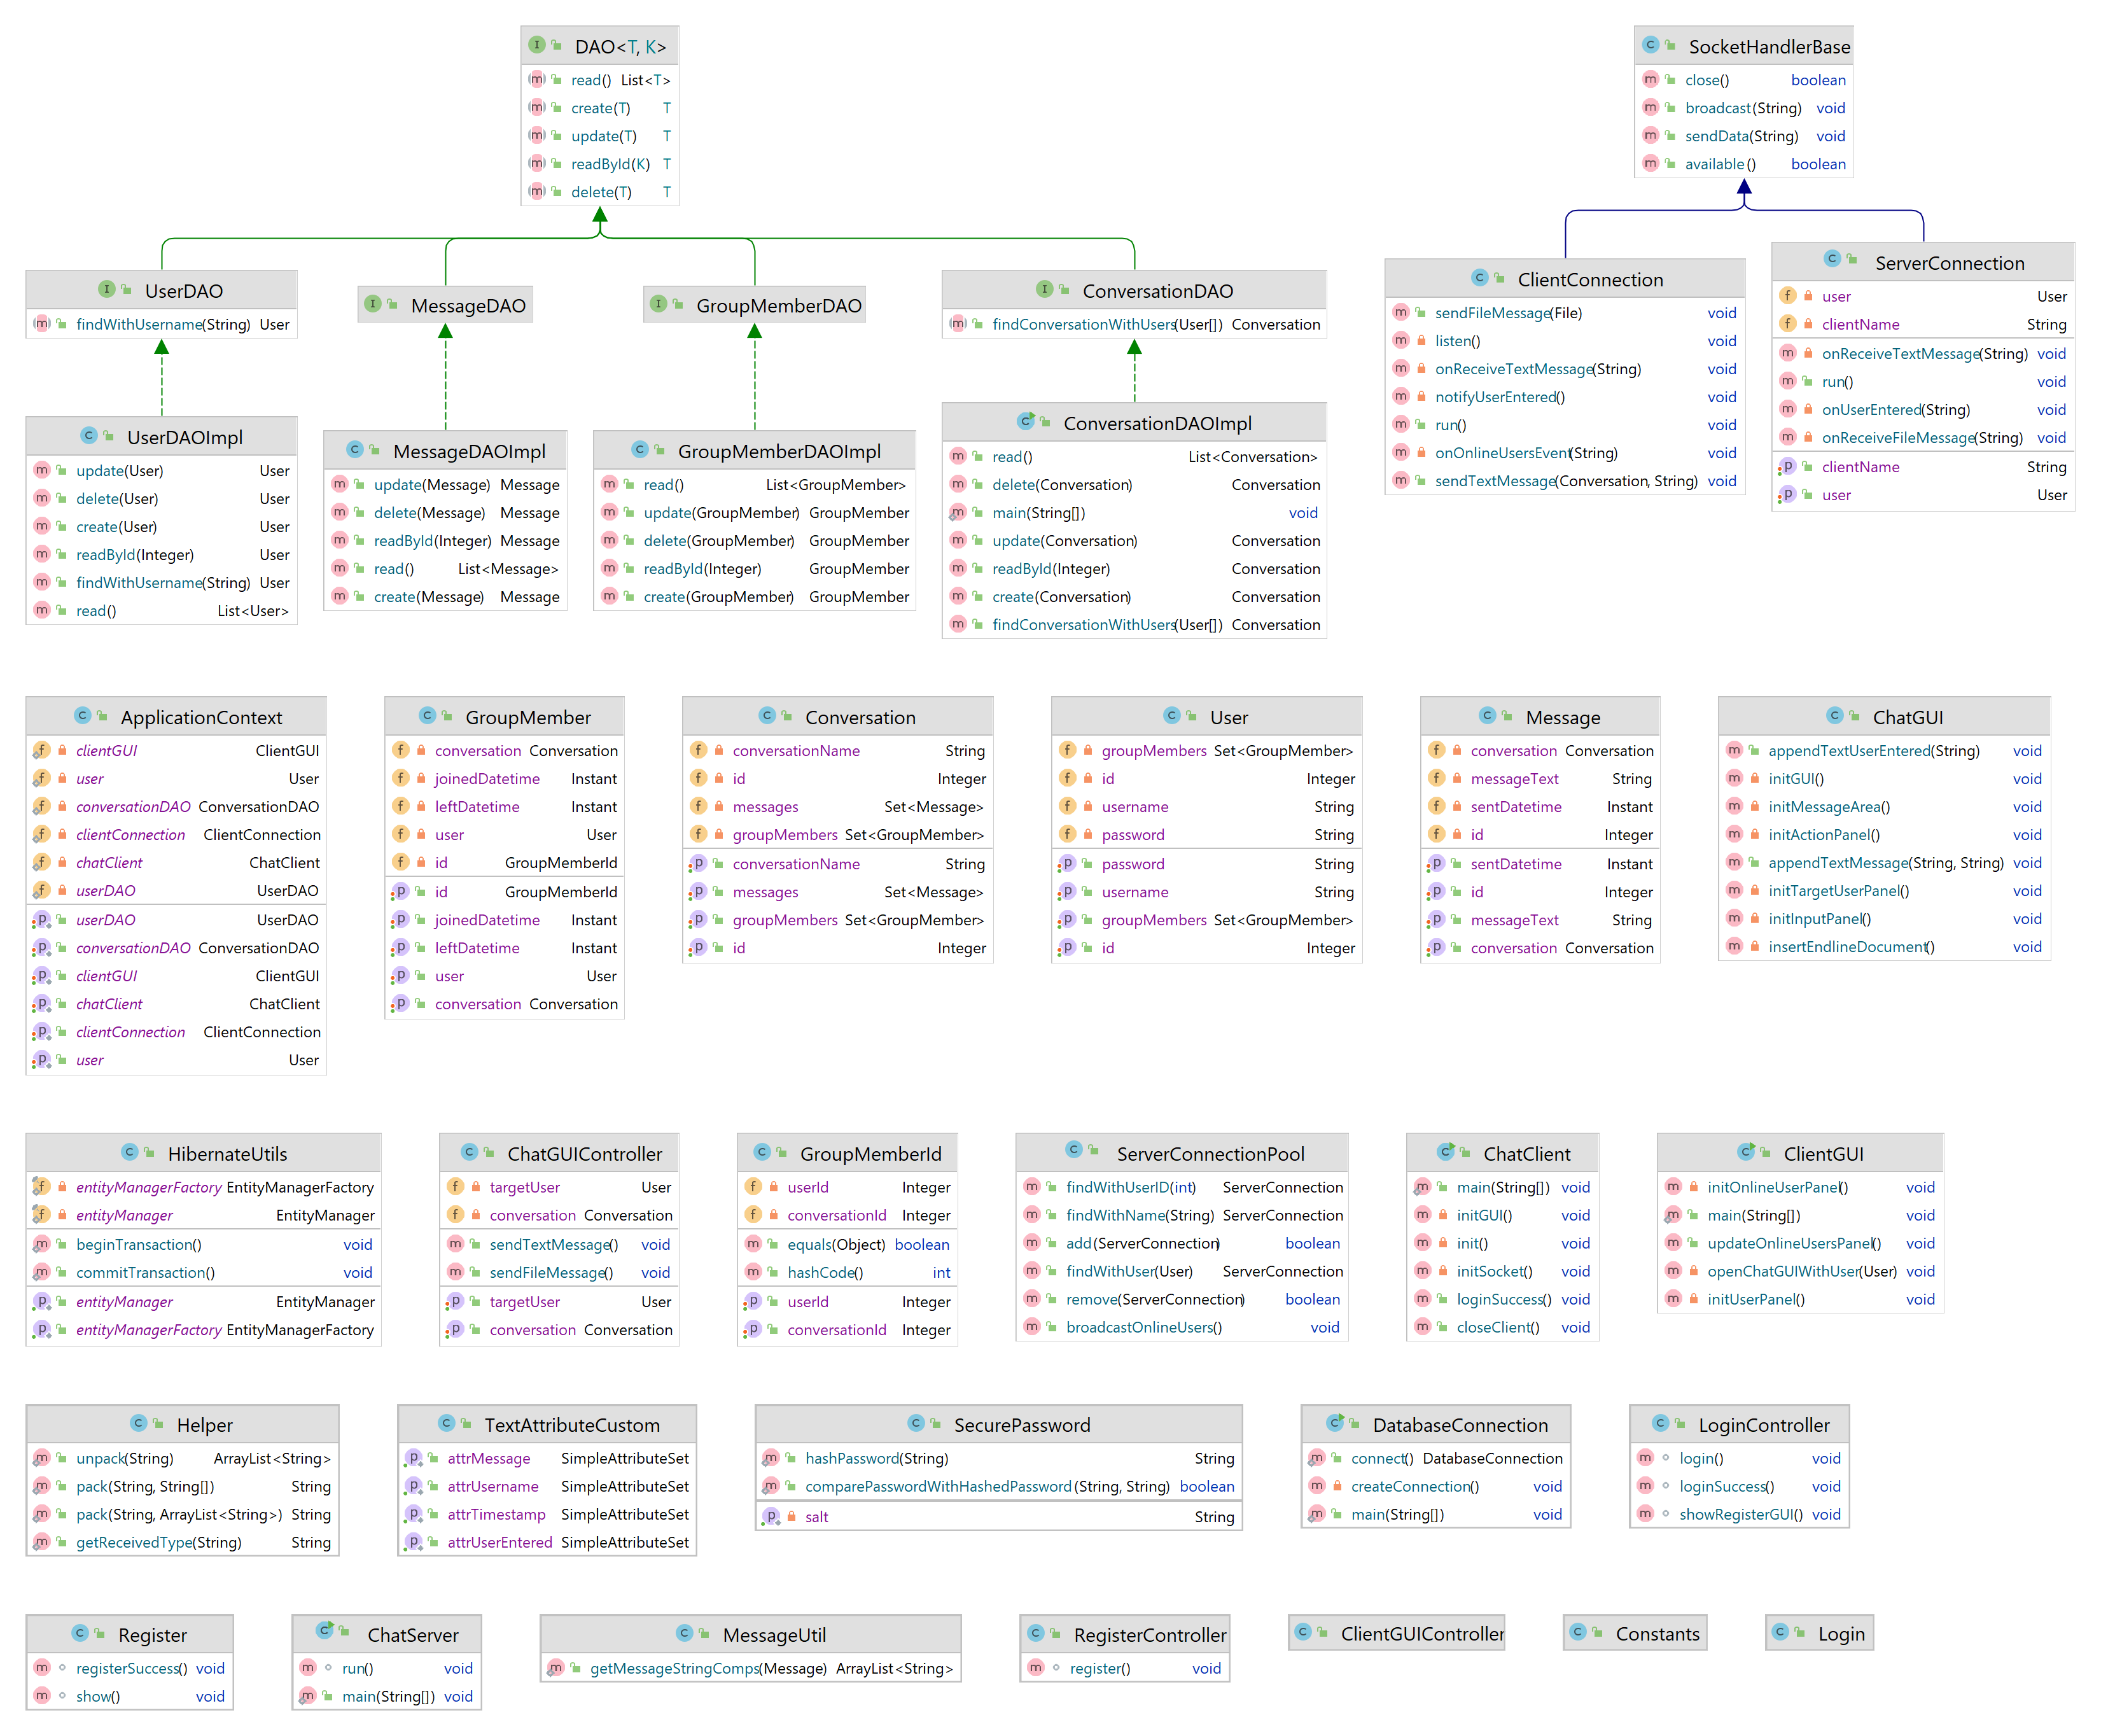 DAO<T, K>
read() List<T>
create(T) T
update(T) T
readById(K) T
delete(T) T
SocketHandlerBase
close() boolean
broadcast(String) void
sendData(String) void
available() boolean
UserDAO
findWithUsername(String) User
MessageDAO
GroupMemberDAO
ConversationDAO
findConversationWithUsers(User[]) Conversation
ClientConnection
sendFileMessage(File) void
listen() void
onReceiveTextMessage(String) void
notifyUserEntered() void
run() void
onOnlineUsersEvent(String) void
sendTextMessage(Conversation, String) void
ServerConnection
user User
clientName String
onReceiveTextMessage(String) void
run() void
onUserEntered(String) void
onReceiveFileMessage(String) void
clientName String
user User
UserDAOImpl
update(User) User
delete(User) User
create(User) User
readById(Integer) User
findWithUsername(String) User
read() List<User>
MessageDAOImpl
update(Message) Message
delete(Message) Message
readById(Integer) Message
read() List<Message>
create(Message) Message
GroupMemberDAOImpl
read() List<GroupMember>
update(GroupMember) GroupMember
delete(GroupMember) GroupMember
readById(Integer) GroupMember
create(GroupMember) GroupMember
ConversationDAOImpl
read() List<Conversation>
delete(Conversation) Conversation
main(String[]) void
update(Conversation) Conversation
readById(Integer) Conversation
create(Conversation) Conversation
findConversationWithUsers(User[]) Conversation
ApplicationContext
clientGUI ClientGUI
user User
conversationDAO ConversationDAO
clientConnection ClientConnection
chatClient ChatClient
userDAO UserDAO
userDAO UserDAO
conversationDAO ConversationDAO
clientGUI ClientGUI
chatClient ChatClient
clientConnection ClientConnection
user User
GroupMember
conversation Conversation
joinedDatetime Instant
leftDatetime Instant
user User
id GroupMemberId
id GroupMemberId
joinedDatetime Instant
leftDatetime Instant
user User
conversation Conversation
Conversation
conversationName String
id Integer
messages Set<Message>
groupMembers Set<GroupMember>
conversationName String
messages Set<Message>
groupMembers Set<GroupMember>
id Integer
User
groupMembers Set<GroupMember>
id Integer
username String
password String
password String
username String
groupMembers Set<GroupMember>
id Integer
Message
conversation Conversation
messageText String
sentDatetime Instant
id Integer
sentDatetime Instant
id Integer
messageText String
conversation Conversation
ChatGUI
appendTextUserEntered(String) void
initGUI() void
initMessageArea() void
initActionPanel() void
appendTextMessage(String, String) void
initTargetUserPanel() void
initInputPanel() void
insertEndlineDocument() void
HibernateUtils
entityManagerFactory EntityManagerFactory
entityManager EntityManager
beginTransaction() void
commitTransaction() void
entityManager EntityManager
entityManagerFactory EntityManagerFactory
ChatGUIController
targetUser User
conversation Conversation
sendTextMessage() void
sendFileMessage() void
targetUser User
conversation Conversation
GroupMemberId
userId Integer
conversationId Integer
equals(Object) boolean
hashCode() int
userId Integer
conversationId Integer
ServerConnectionPool
findWithUserID(int) ServerConnection
findWithName(String) ServerConnection
add(ServerConnection) boolean
findWithUser(User) ServerConnection
remove(ServerConnection) boolean
broadcastOnlineUsers() void
ChatClient
main(String[]) void
initGUI() void
init() void
initSocket() void
loginSuccess() void
closeClient() void
ClientGUI
initOnlineUserPanel() void
main(String[]) void
updateOnlineUsersPanel() void
openChatGUIWithUser(User) void
initUserPanel() void
Helper
unpack(String) ArrayList<String>
pack(String, String[]) String
pack(String, ArrayList<String>) String
getReceivedType(String) String
TextAttributeCustom
attrMessage SimpleAttributeSet
attrUsername SimpleAttributeSet
attrTimestamp SimpleAttributeSet
attrUserEntered SimpleAttributeSet
SecurePassword
hashPassword(String) String
comparePasswordWithHashedPassword(String, String) boolean
salt String
DatabaseConnection
connect() DatabaseConnection
createConnection() void
main(String[]) void
LoginController
login() void
loginSuccess() void
showRegisterGUI() void
Register
registerSuccess() void
show() void
ChatServer
run() void
main(String[]) void
MessageUtil
getMessageStringComps(Message) ArrayList<String>
RegisterController
register() void
ClientGUIController
Constants
Login